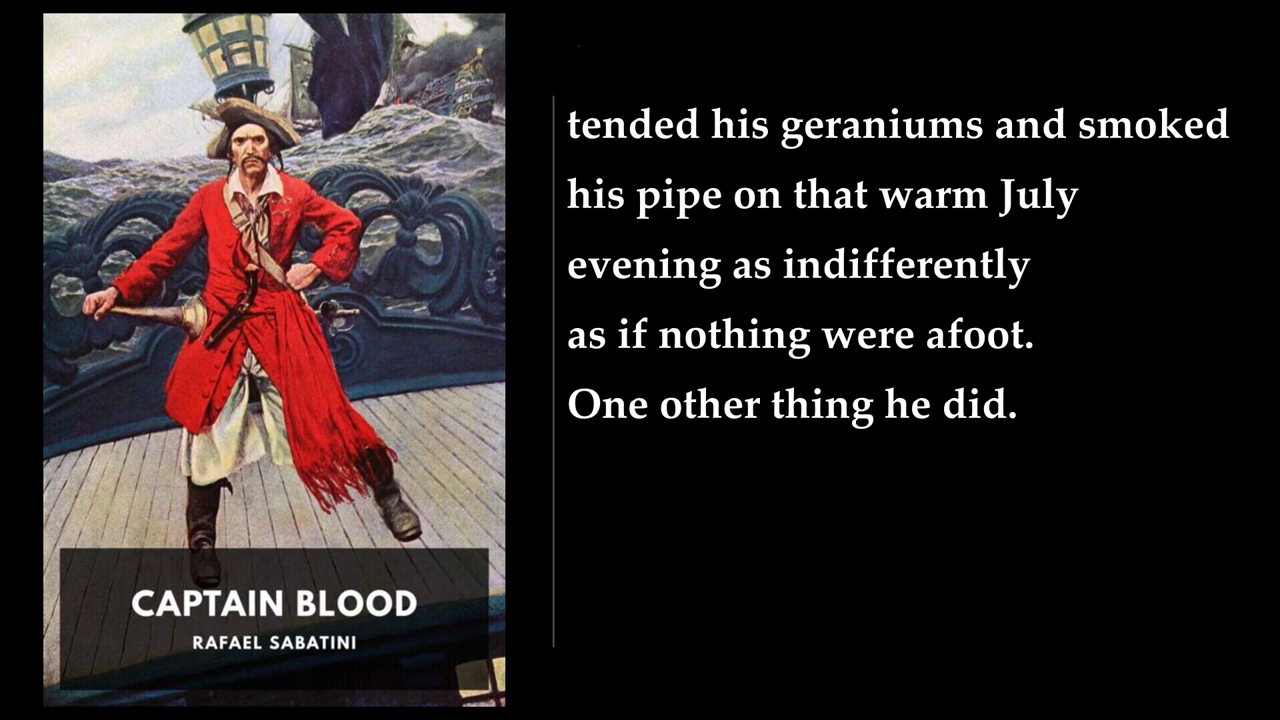 CAPTAIN BLOOD
RAFAEL SABATINI
tended his geraniums and smoked
his pipe on that warm July
evening as indifferently
as if nothing were afoot.
One other thing he did.